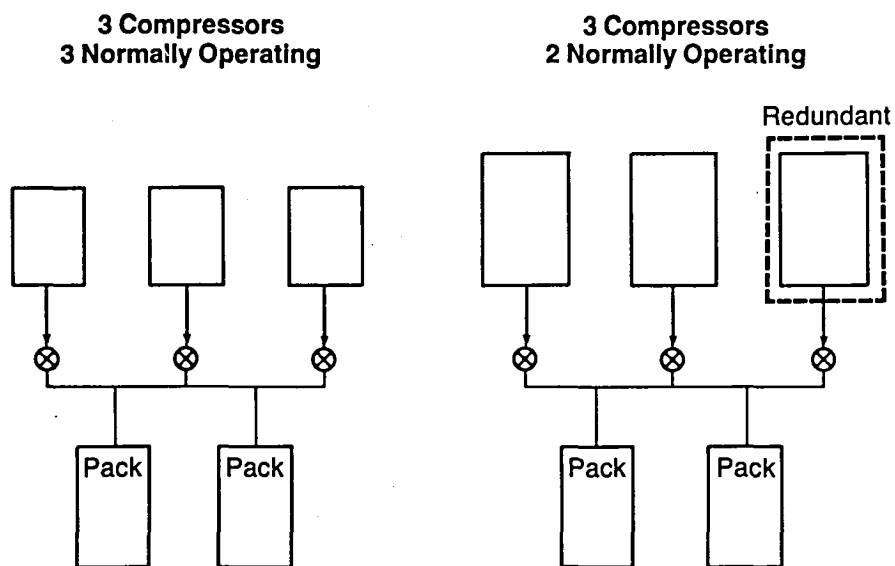 3 Compressors
3 Normally Operating
3 Compressors
2 Normally Operating
Redundant
Pack
Pack
Pack
Pack